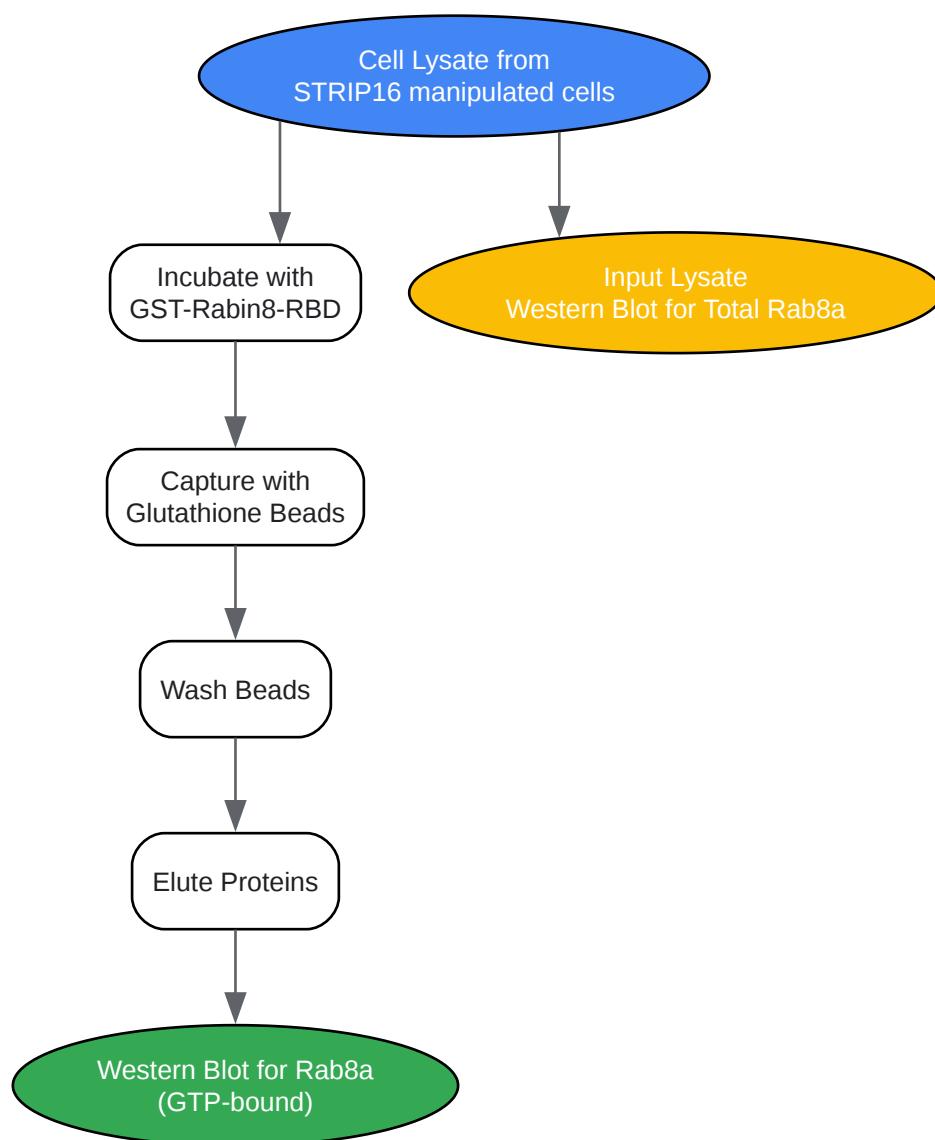 Cell Lysate from
STRIP16 manipulated cells
Incubate with
GST-Rabin8-RBD
Input Lysate
Western Blot for Total Rab8a
Capture with
Glutathione Beads
Wash Beads
Elute Proteins
Western Blot for Rab8a
(GTP-bound)